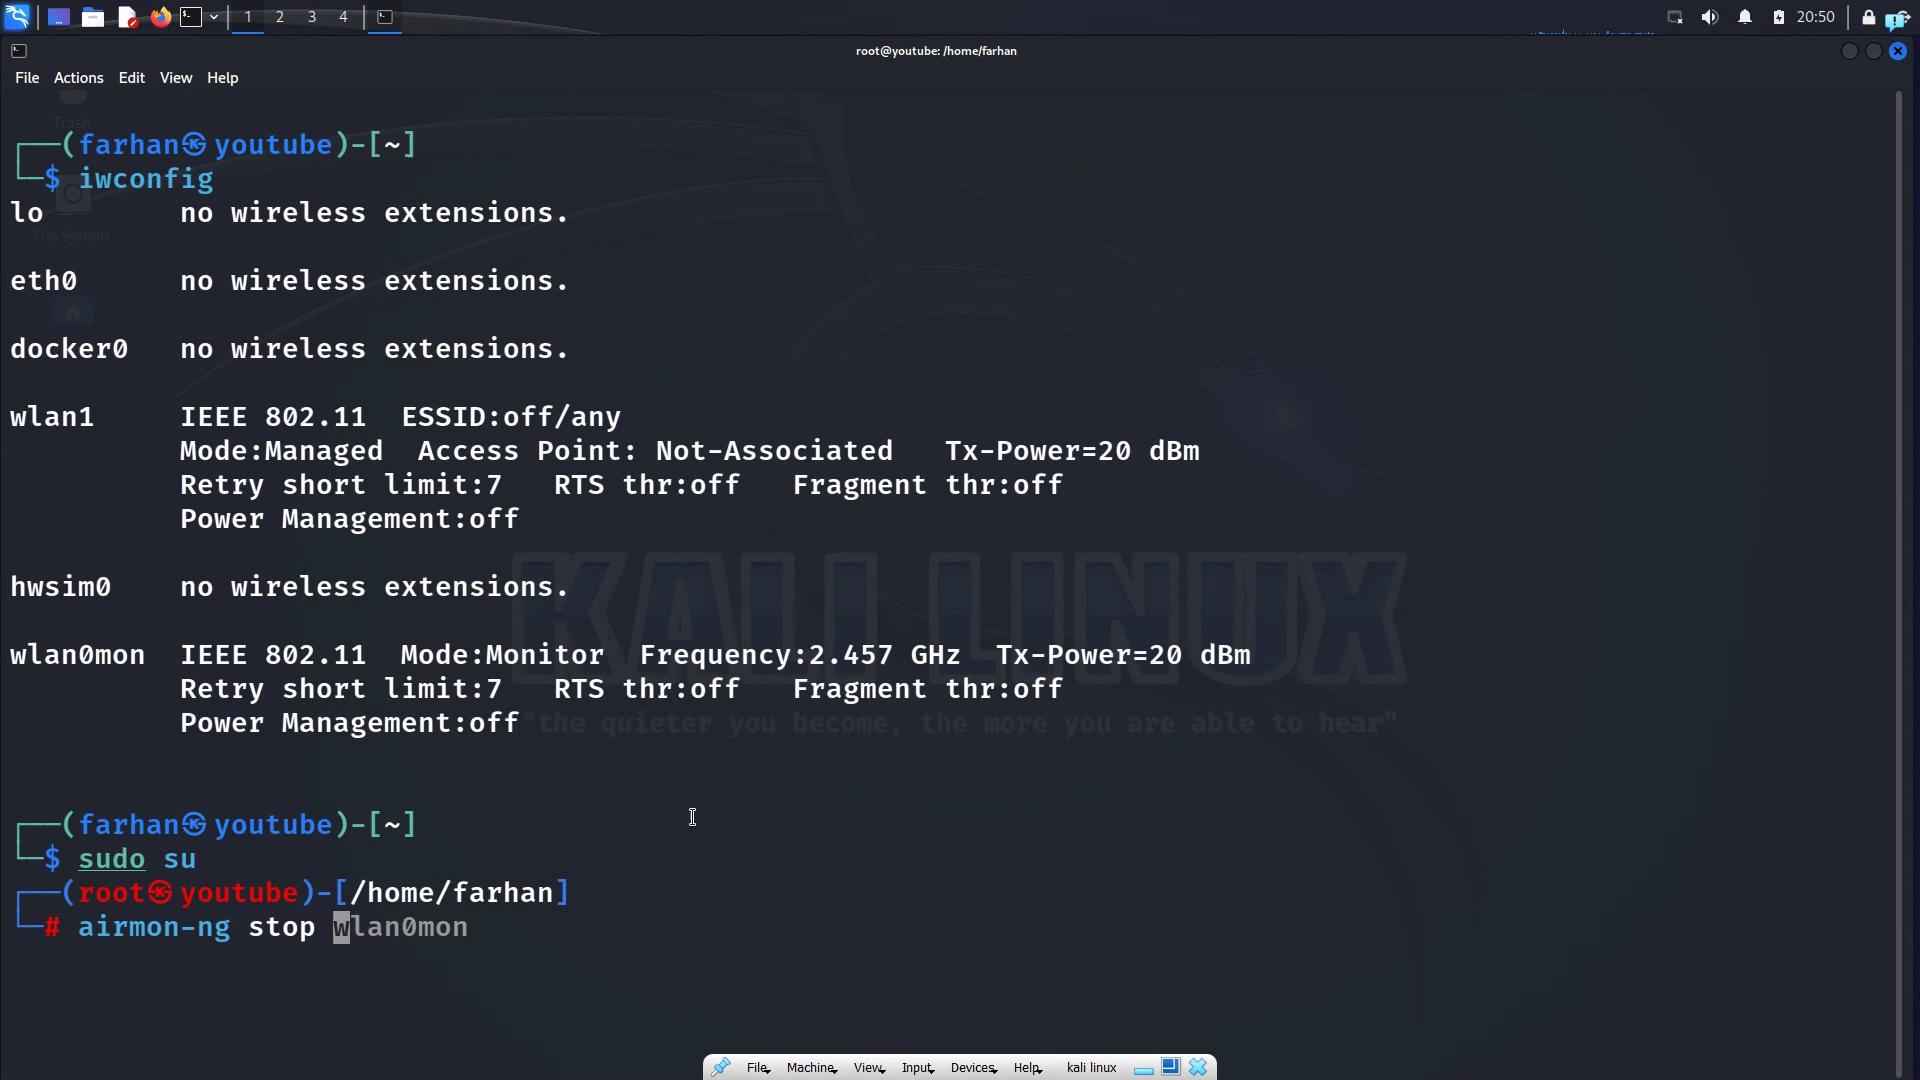 1 2 3 4 20:50
root@youtube: /home/farhan
File Actions Edit View Help
Trash
(farhan㉿youtube)-[~]
$ iwconfig
lo no wireless extensions.
File System
eth0 no wireless extensions.
docker0 no wireless extensions.
wlan1 IEEE 802.11 ESSID:off/any
Mode:Managed Access Point: Not-Associated Tx-Power=20 dBm
Retry short limit:7 RTS thr:off Fragment thr:off
Power Management:off
hwsim0 no wireless extensions.
KALI LINUX
wlan0mon IEEE 802.11 Mode:Monitor Frequency:2.457 GHz Tx-Power=20 dBm
Retry short limit:7 RTS thr:off Fragment thr:off
Power Management:off
"the quieter you become, the more you are able to hear"
(farhan㉿youtube)-[~]
$ sudo su
(root㉿youtube)-[/home/farhan]
# airmon-ng stop wlan0mon
File Machine View Input Devices Help kali linux